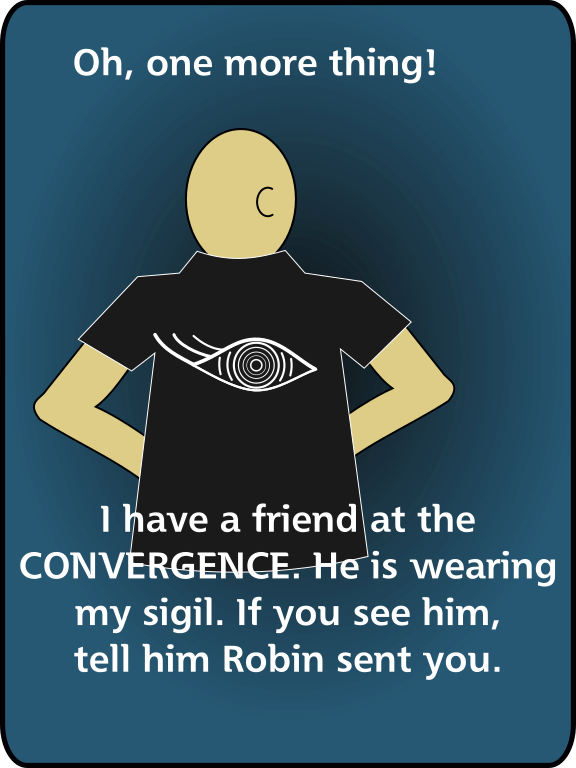 Oh, one more thing!
I have a friend at the
CONVERGENCE. He is wearing
my sigil. If you see him,
tell him Robin sent you.